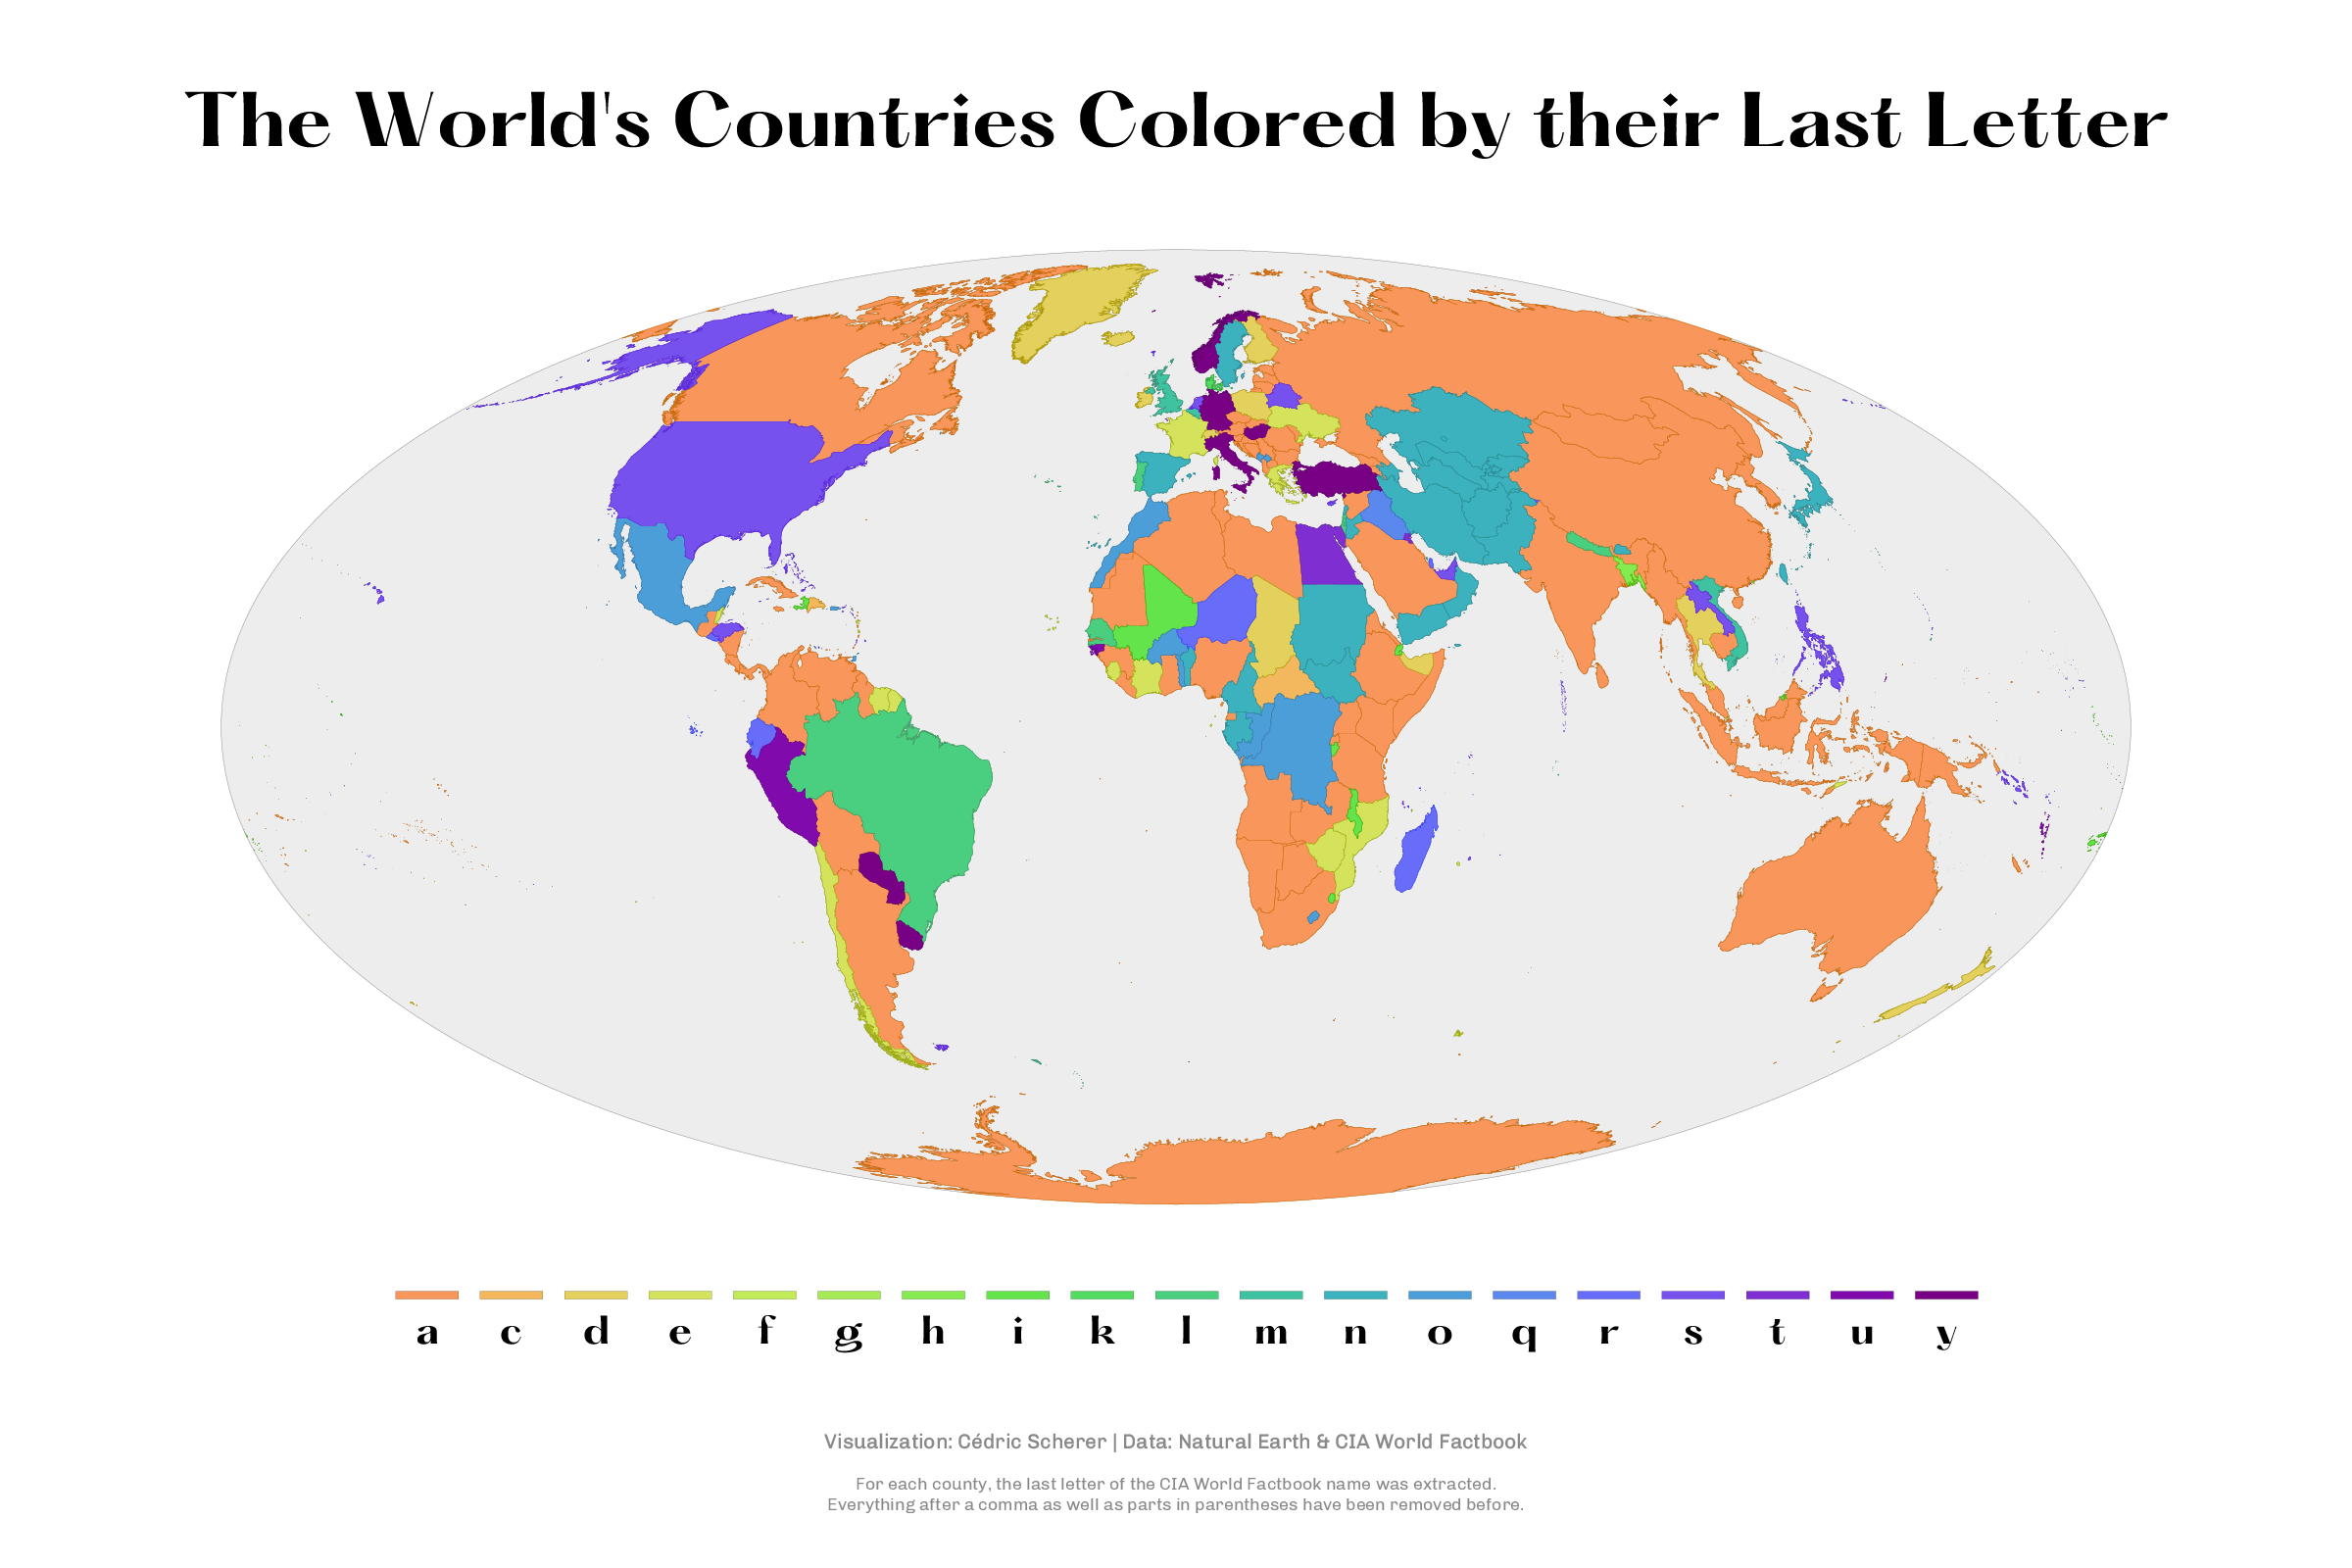 The World's Countries Colored by their Last Letter
a c d e f g h i k l m n o q r s t u y
Visualization: Cédric Scherer | Data: Natural Earth & CIA World Factbook
For each county, the last letter of the CIA World Factbook name was extracted.
Everything after a comma as well as parts in parentheses have been removed before.